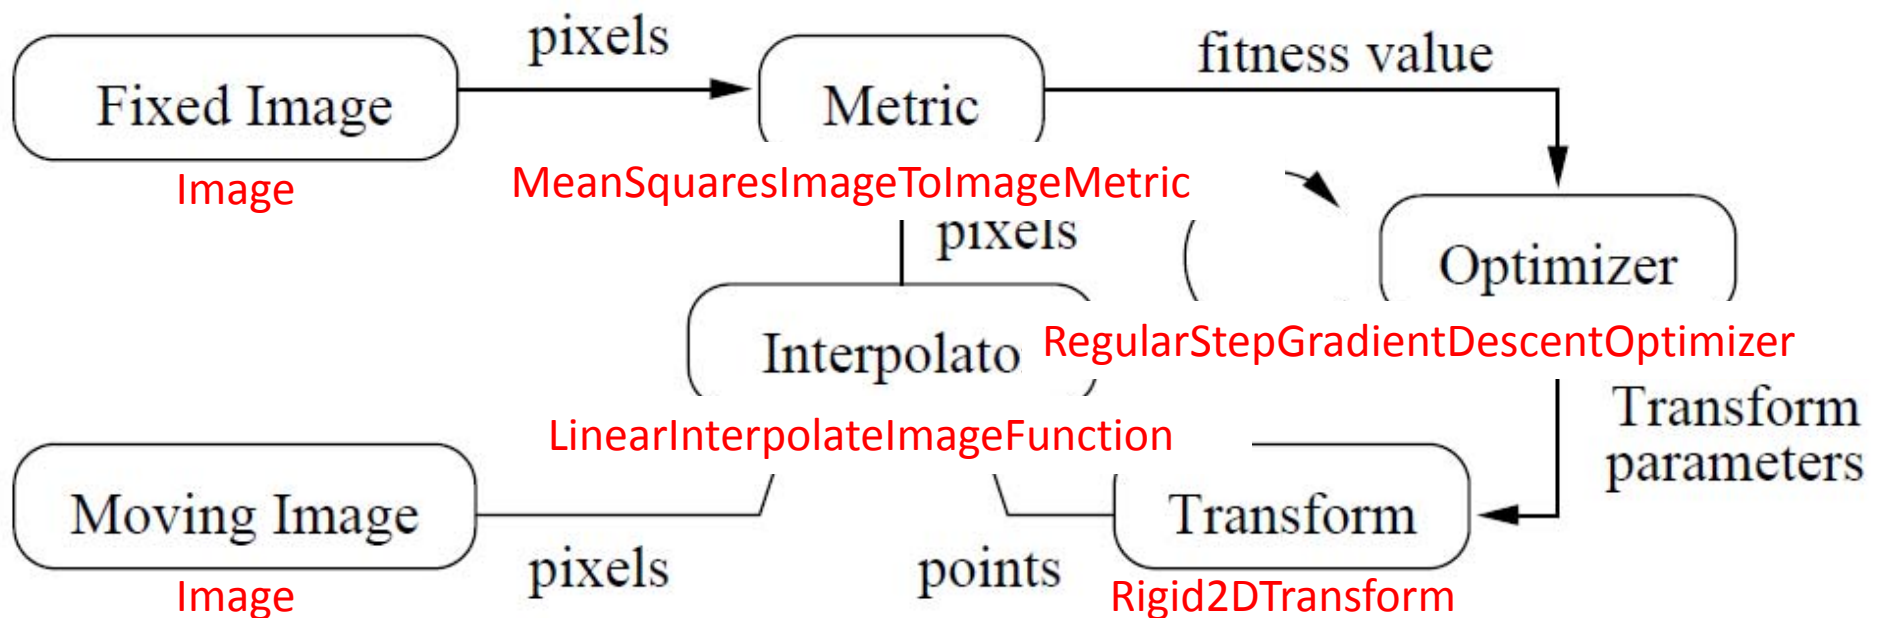 pixels
fitness value
Fixed Image
Metric
Image
MeanSquaresImageToImageMetric
pixels
Optimizer
Interpolato
RegularStepGradientDescentOptimizer
Transform
parameters
LinearInterpolateImageFunction
Moving Image
Transform
pixels
points
Image
Rigid2DTransform